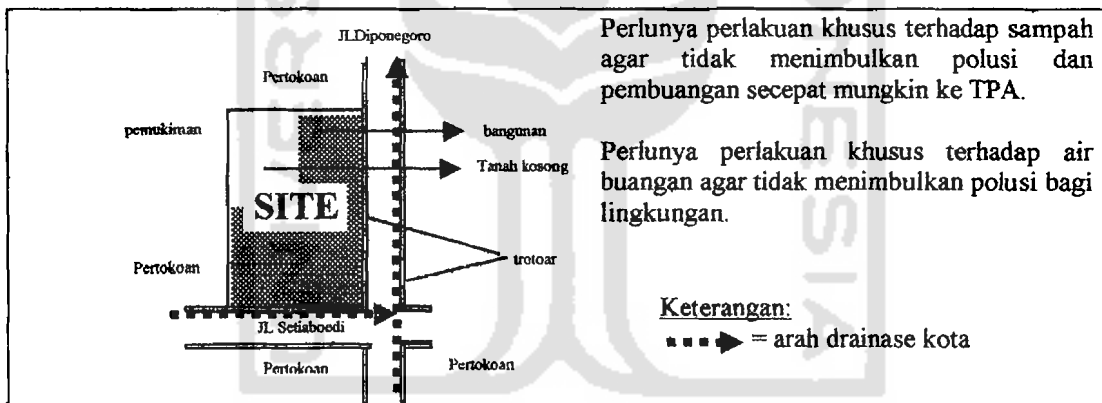 JLDiponegoro
Pertokoan
pemukiman
bangunan
Tanah kosong
SITE
Pertokoan
trotoar
JL Setiaboedi
Pertokoan
Pertokoan
Perlunya perlakuan khusus terhadap sampah
agar tidak menimbulkan polusi dan
pembuangan secepat mungkin ke TPA.
Perlunya perlakuan khusus terhadap air
buangan agar tidak menimbulkan polusi bagi
lingkungan.
Keterangan:
= arah drainase kota